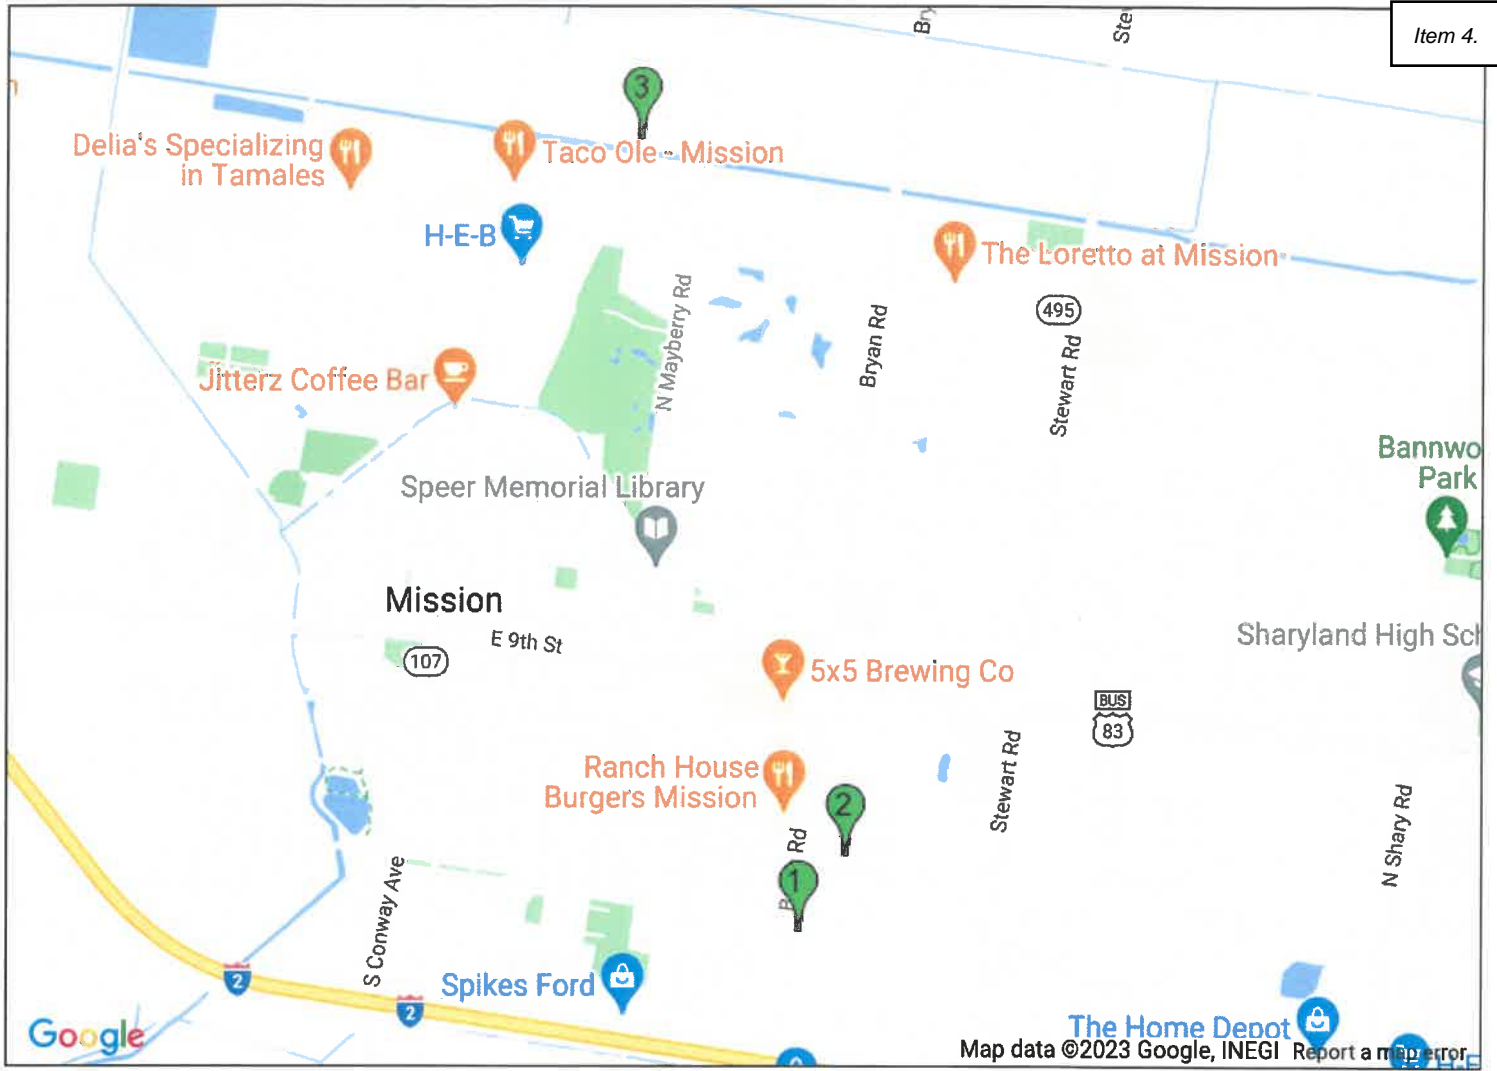 Item 4.
3
Delia's Specializing
in Tamales
Taco Ole - Mission
H-E-B
The Loretto at Mission
495
N Mayberry Rd
Bryan Rd
Stewart Rd
Jitterz Coffee Bar
Bannwo
Park
Speer Memorial Library
Mission
E 9th St
107
Sharyland High Sch
5x5 Brewing Co
BUS
83
Ranch House
Burgers Mission
2
Stewart Rd
Rd
1
N Shary Rd
S Conway Ave
2
2
Spikes Ford
The Home Depot
Google
Map data ©2023 Google, INEGI Report a map error